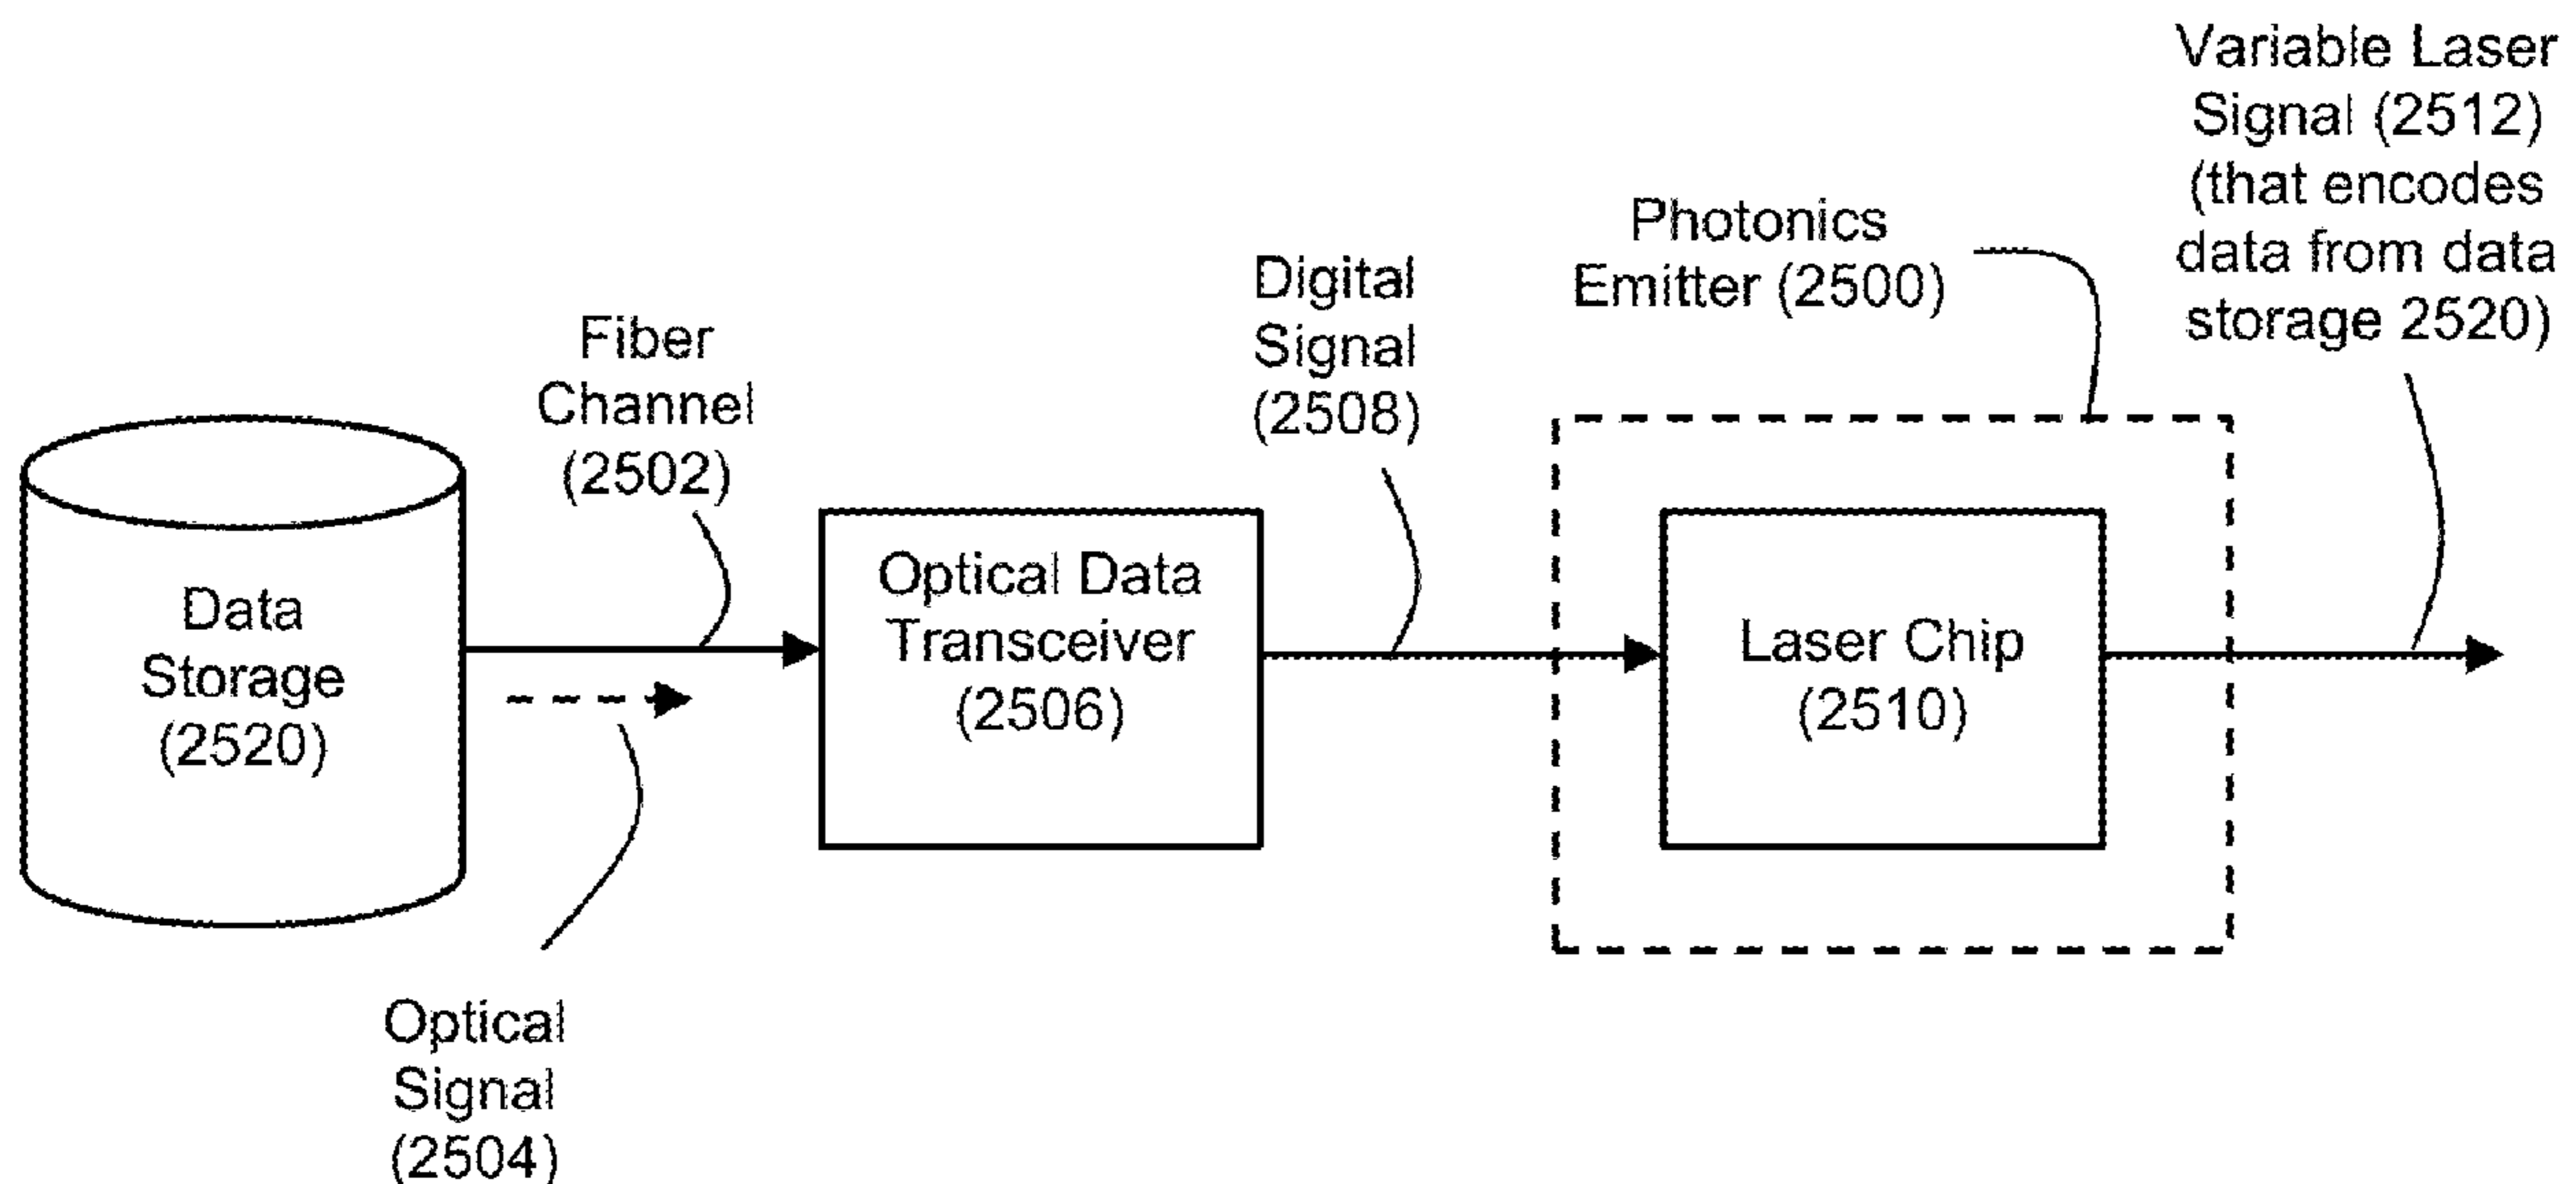 Variable Laser
Signal (2512)
(that encodes
data from data
storage 2520)
Photonics
Emitter (2500)
Digital
Signal
(2508)
Fiber
Channel
(2502)
Data
Storage
(2520)
Optical Data
Transceiver
(2506)
Laser Chip
(2510)
Optical
Signal
(2504)